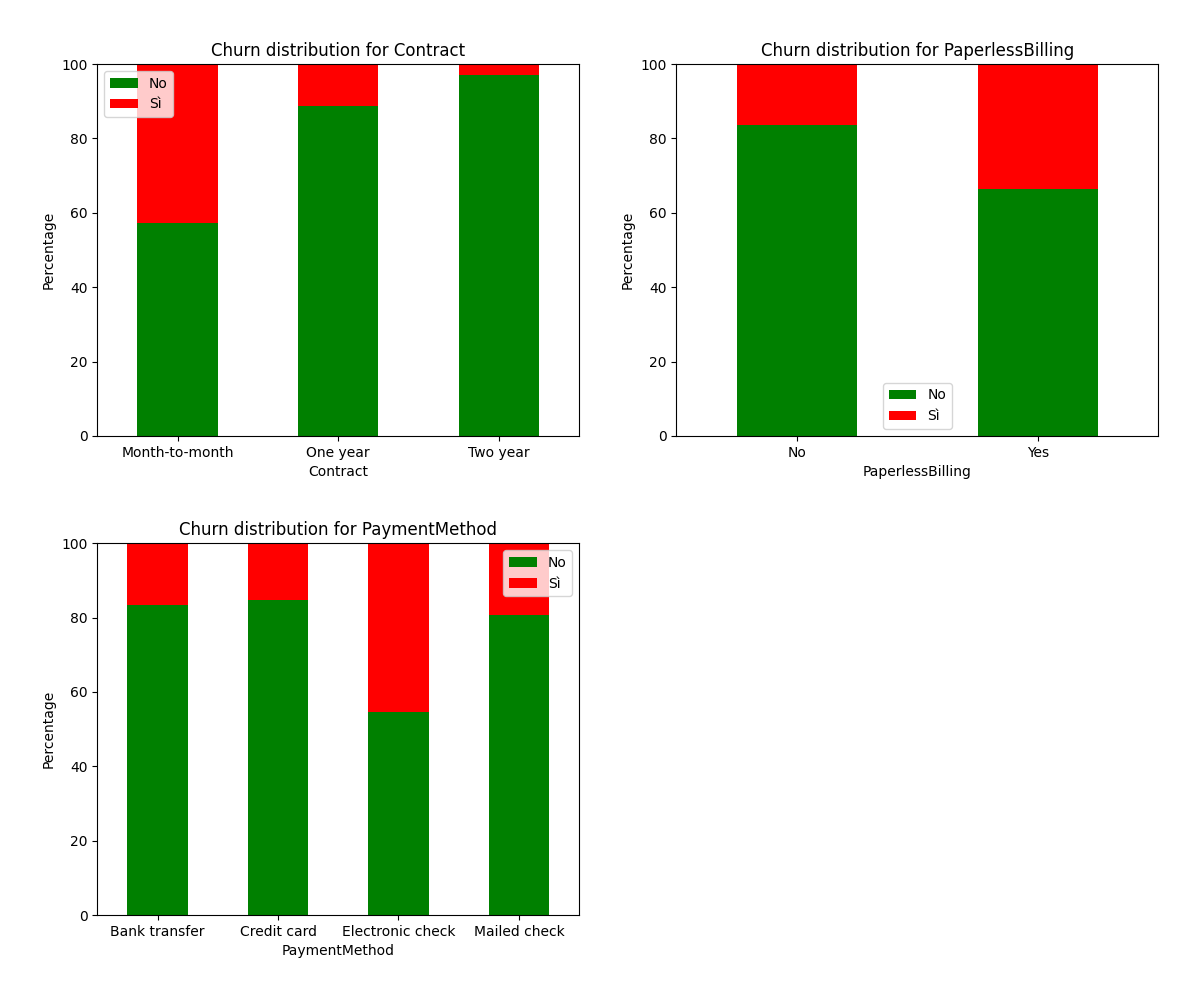 Churn distribution for Contract
100
80
60
40
20
0
Percentage
No
Sì
Month-to-month
One year
Two year
Contract
Churn distribution for PaperlessBilling
100
80
60
40
20
0
Percentage
No
Sì
No
Yes
PaperlessBilling
Churn distribution for PaymentMethod
100
80
60
40
20
0
Percentage
No
Sì
Bank transfer
Credit card
Electronic check
Mailed check
PaymentMethod